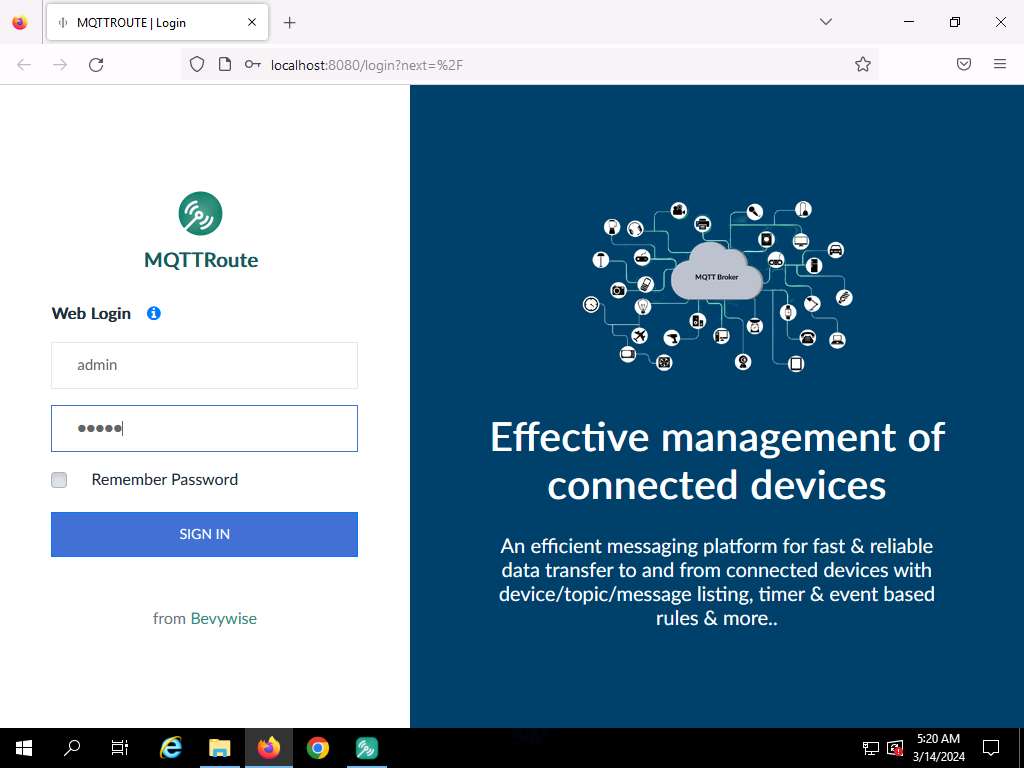 MQTTROUTE | Login
localhost:8080/login?next=%2F
MQTTRoute
Web Login
admin
Remember Password
SIGN IN
from Bevywise
MQTT Broker
Effective management of
connected devices
An efficient messaging platform for fast & reliable
data transfer to and from connected devices with
device/topic/message listing, timer & event based
rules & more..
5:20 AM
3/14/2024